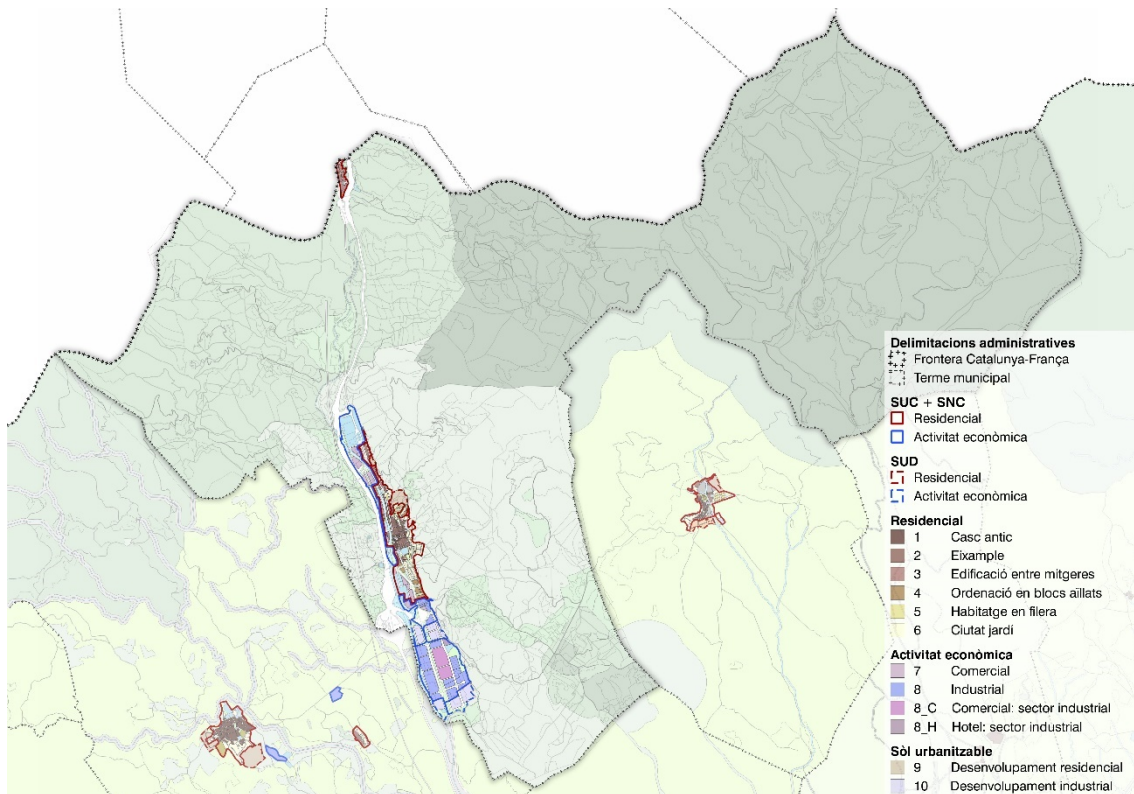 Delimitacions administratives
Frontera Catalunya-França
Terme municipal
SUC + SNC
Residencial
Activitat econòmica
SUD
Residencial
Activitat econòmica
Residencial
1 Casc antic
2 Eixample
3 Edificació entre mitgeres
4 Ordenació en blocs aïllats
5 Habitatge en filera
6 Ciutat jardí
Activitat econòmica
7 Comercial
8 Industrial
8_C Comercial: sector industrial
8_H Hotel: sector industrial
Sòl urbanitzable
9 Desenvolupament residencial
10 Desenvolupament industrial